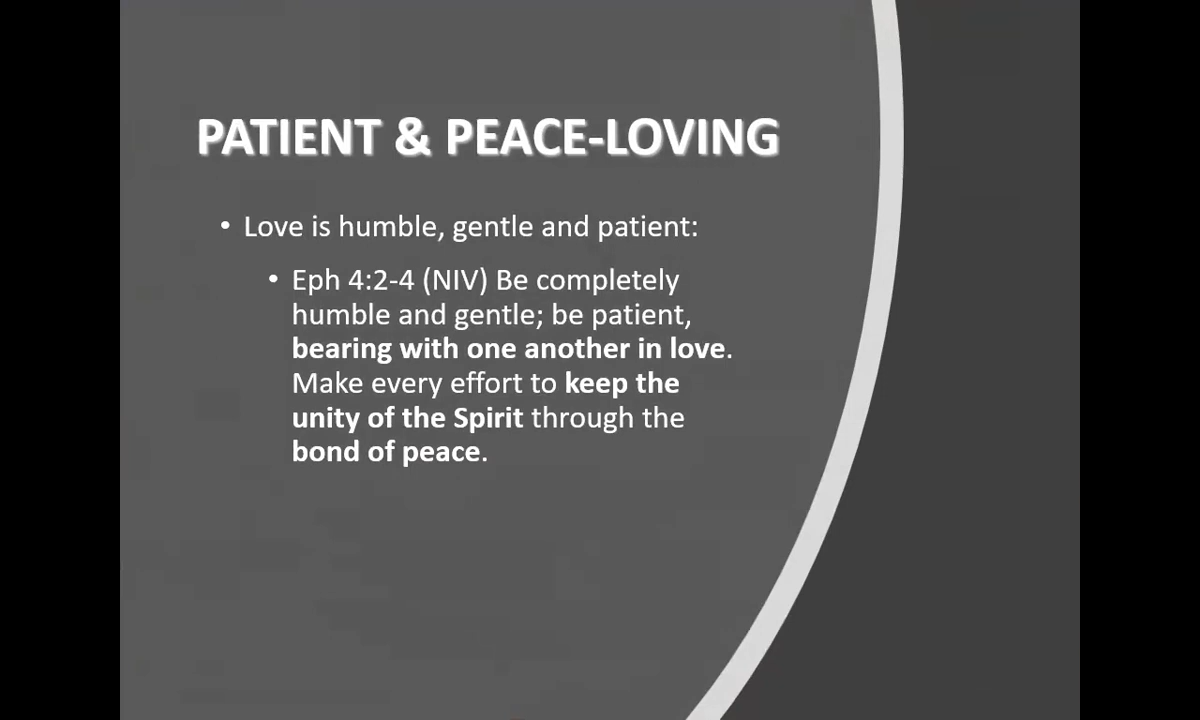 PATIENT & PEACE-LOVING
• Love is humble, gentle and patient:
• Eph 4:2-4 (NIV) Be completely
humble and gentle; be patient,
bearing with one another in love.
Make every effort to keep the
unity of the Spirit through the
bond of peace.